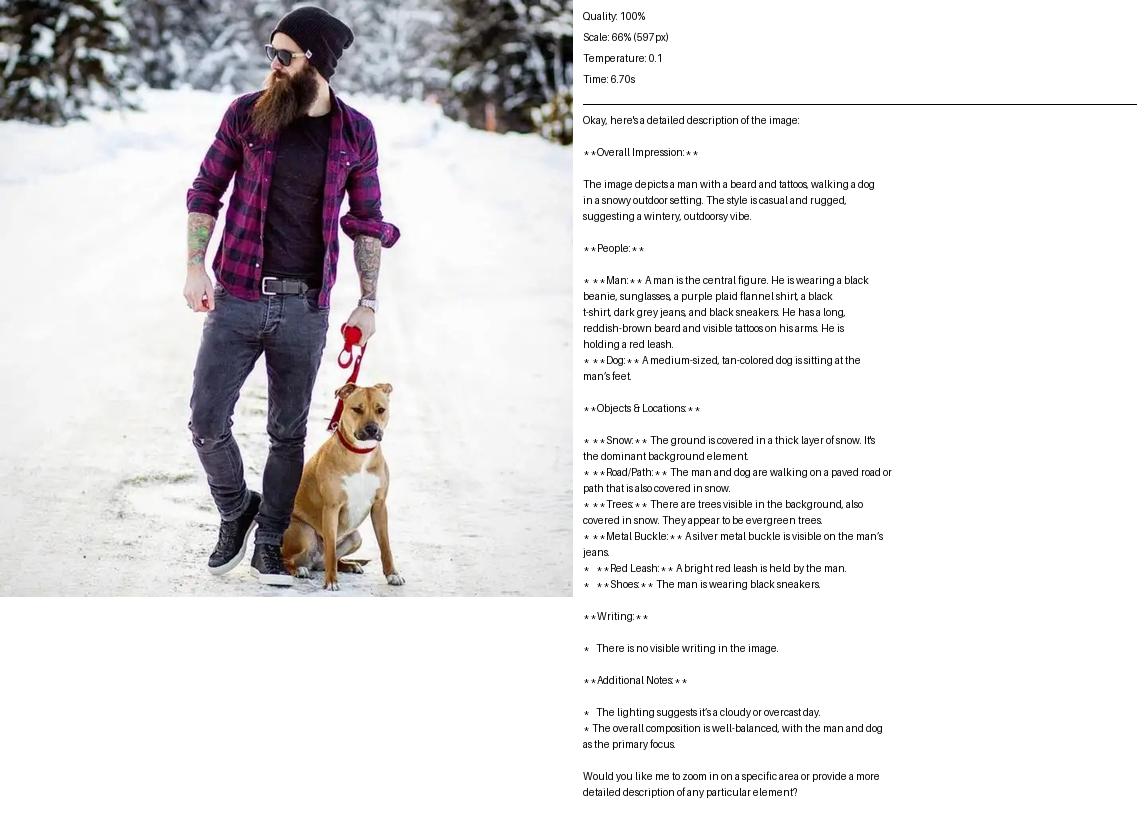 Quality: 100%
Scale: 66% (597px)
Temperature: 0.1
Time: 6.70s
Okay, here's a detailed description of the image:
**Overall Impression:**
The image depicts a man with a beard and tattoos, walking a dog
in a snowy outdoor setting. The style is casual and rugged,
suggesting a wintery, outdoorsy vibe.
**People:**
* **Man:** A man is the central figure. He is wearing a black
beanie, sunglasses, a purple plaid flannel shirt, a black
t-shirt, dark grey jeans, and black sneakers. He has a long,
reddish-brown beard and visible tattoos on his arms. He is
holding a red leash.
* **Dog:** A medium-sized, tan-colored dog is sitting at the
man's feet.
**Objects & Locations:**
* **Snow:** The ground is covered in a thick layer of snow. It's
the dominant background element.
* **Road/Path:** The man and dog are walking on a paved road or
path that is also covered in snow.
* **Trees:** There are trees visible in the background, also
covered in snow. They appear to be evergreen trees.
* **Metal Buckle:** A silver metal buckle is visible on the man's
jeans.
*   **Red Leash:** A bright red leash is held by the man.
*   **Shoes:** The man is wearing black sneakers.
**Writing:**
*   There is no visible writing in the image.
**Additional Notes:**
*   The lighting suggests it's a cloudy or overcast day.
* The overall composition is well-balanced, with the man and dog
as the primary focus.
Would you like me to zoom in on a specific area or provide a more
detailed description of any particular element?